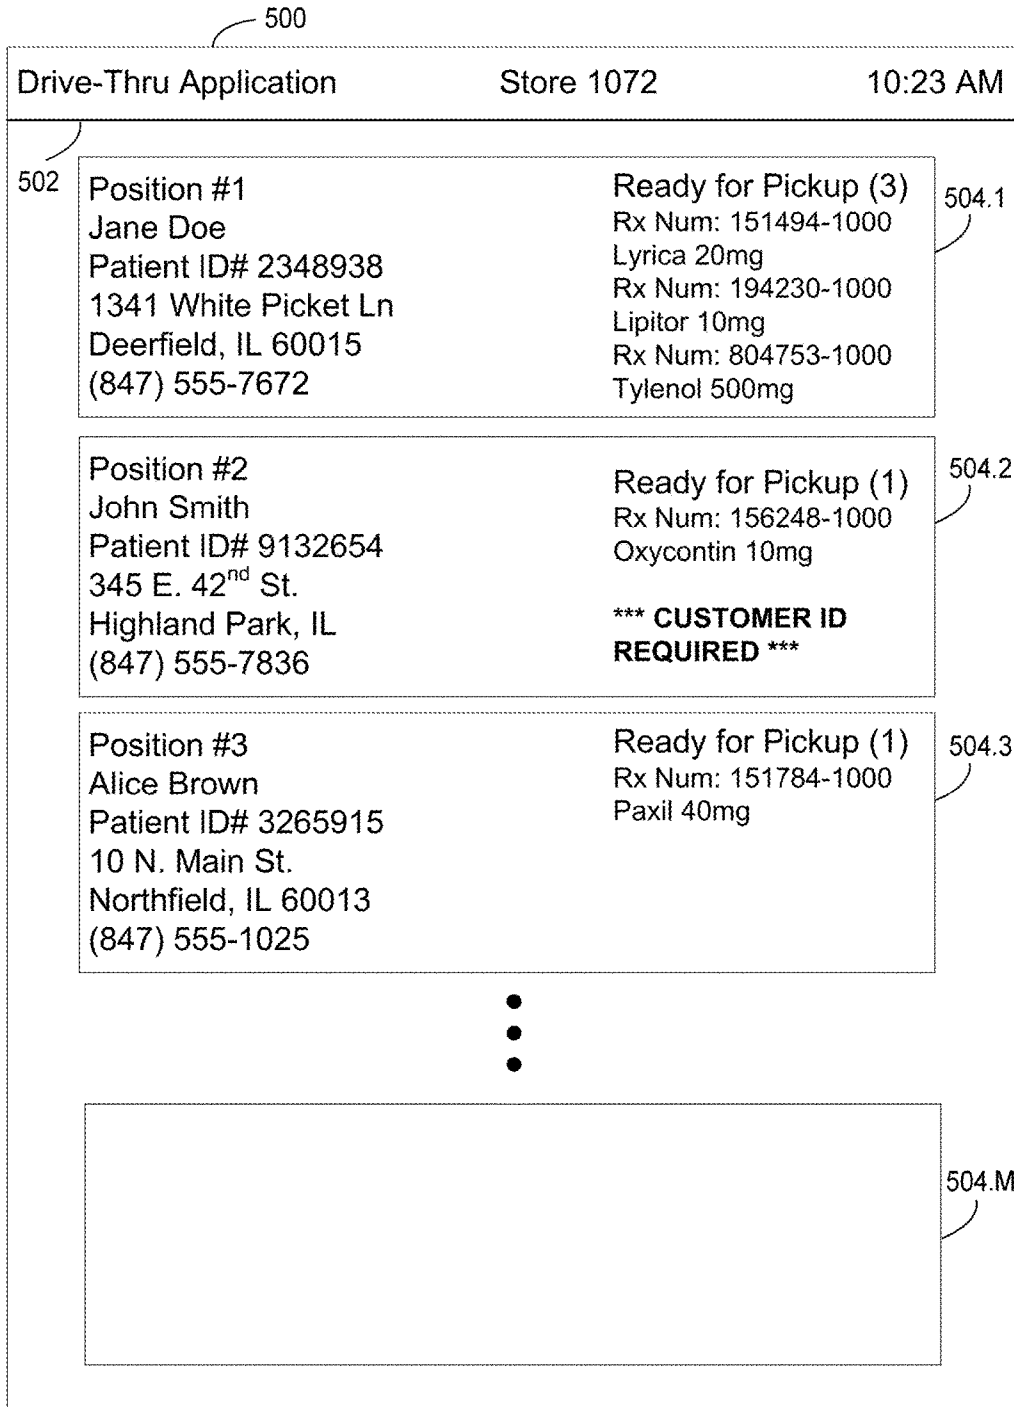 500
Drive-Thru Application Store 1072 10:23 AM
502
Position #1
Jane Doe
Patient ID# 2348938
1341 White Picket Ln
Deerfield, IL 60015
(847) 555-7672
Ready for Pickup (3)
Rx Num: 151494-1000
Lyrica 20mg
Rx Num: 194230-1000
Lipitor 10mg
Rx Num: 804753-1000
Tylenol 500mg
504.1
Position #2
John Smith
Patient ID# 9132654
345 E. 42nd St.
Highland Park, IL
(847) 555-7836
Ready for Pickup (1)
Rx Num: 156248-1000
Oxycontin 10mg
*** CUSTOMER ID
REQUIRED ***
504.2
Position #3
Alice Brown
Patient ID# 3265915
10 N. Main St.
Northfield, IL 60013
(847) 555-1025
Ready for Pickup (1)
Rx Num: 151784-1000
Paxil 40mg
504.3
504.M